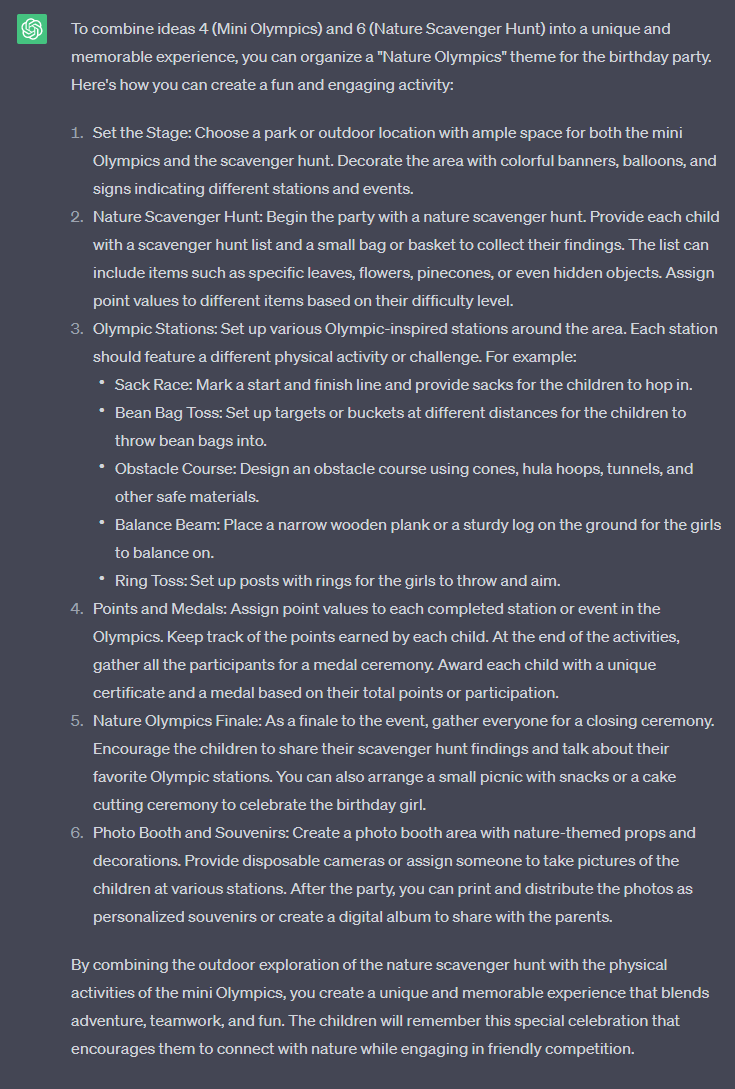 To combine ideas 4 (Mini Olympics) and 6 (Nature Scavenger Hunt) into a unique and
memorable experience, you can organize a "Nature Olympics" theme for the birthday party.
Here's how you can create a fun and engaging activity:
1. Set the Stage: Choose a park or outdoor location with ample space for both the mini
Olympics and the scavenger hunt. Decorate the area with colorful banners, balloons, and
signs indicating different stations and events.
2. Nature Scavenger Hunt: Begin the party with a nature scavenger hunt. Provide each child
with a scavenger hunt list and a small bag or basket to collect their findings. The list can
include items such as specific leaves, flowers, pinecones, or even hidden objects. Assign
point values to different items based on their difficulty level.
3. Olympic Stations: Set up various Olympic-inspired stations around the area. Each station
should feature a different physical activity or challenge. For example:
• Sack Race: Mark a start and finish line and provide sacks for the children to hop in.
• Bean Bag Toss: Set up targets or buckets at different distances for the children to
throw bean bags into.
• Obstacle Course: Design an obstacle course using cones, hula hoops, tunnels, and
other safe materials.
• Balance Beam: Place a narrow wooden plank or a sturdy log on the ground for the girls
to balance on.
• Ring Toss: Set up posts with rings for the girls to throw and aim.
4. Points and Medals: Assign point values to each completed station or event in the
Olympics. Keep track of the points earned by each child. At the end of the activities,
gather all the participants for a medal ceremony. Award each child with a unique
certificate and a medal based on their total points or participation.
5. Nature Olympics Finale: As a finale to the event, gather everyone for a closing ceremony.
Encourage the children to share their scavenger hunt findings and talk about their
favorite Olympic stations. You can also arrange a small picnic with snacks or a cake
cutting ceremony to celebrate the birthday girl.
6. Photo Booth and Souvenirs: Create a photo booth area with nature-themed props and
decorations. Provide disposable cameras or assign someone to take pictures of the
children at various stations. After the party, you can print and distribute the photos as
personalized souvenirs or create a digital album to share with the parents.
By combining the outdoor exploration of the nature scavenger hunt with the physical
activities of the mini Olympics, you create a unique and memorable experience that blends
adventure, teamwork, and fun. The children will remember this special celebration that
encourages them to connect with nature while engaging in friendly competition.